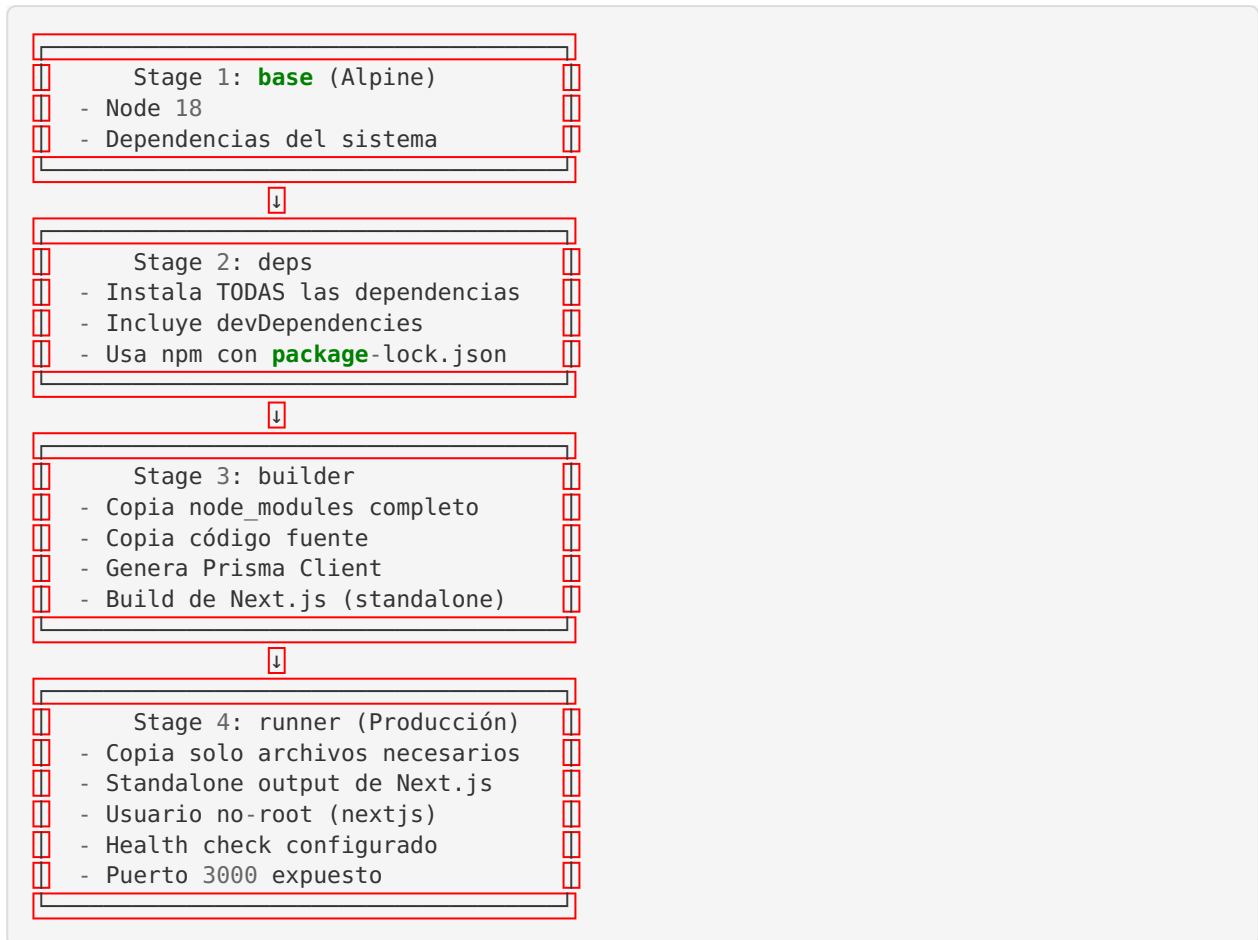 Stage 1: base (Alpine)
- Node 18
- Dependencias del sistema
↓
Stage 2: deps
- Instala TODAS las dependencias
- Incluye devDependencies
- Usa npm con package-lock.json
↓
Stage 3: builder
- Copia node_modules completo
- Copia código fuente
- Genera Prisma Client
- Build de Next.js (standalone)
↓
Stage 4: runner (Producción)
- Copia solo archivos necesarios
- Standalone output de Next.js
- Usuario no-root (nextjs)
- Health check configurado
- Puerto 3000 expuesto